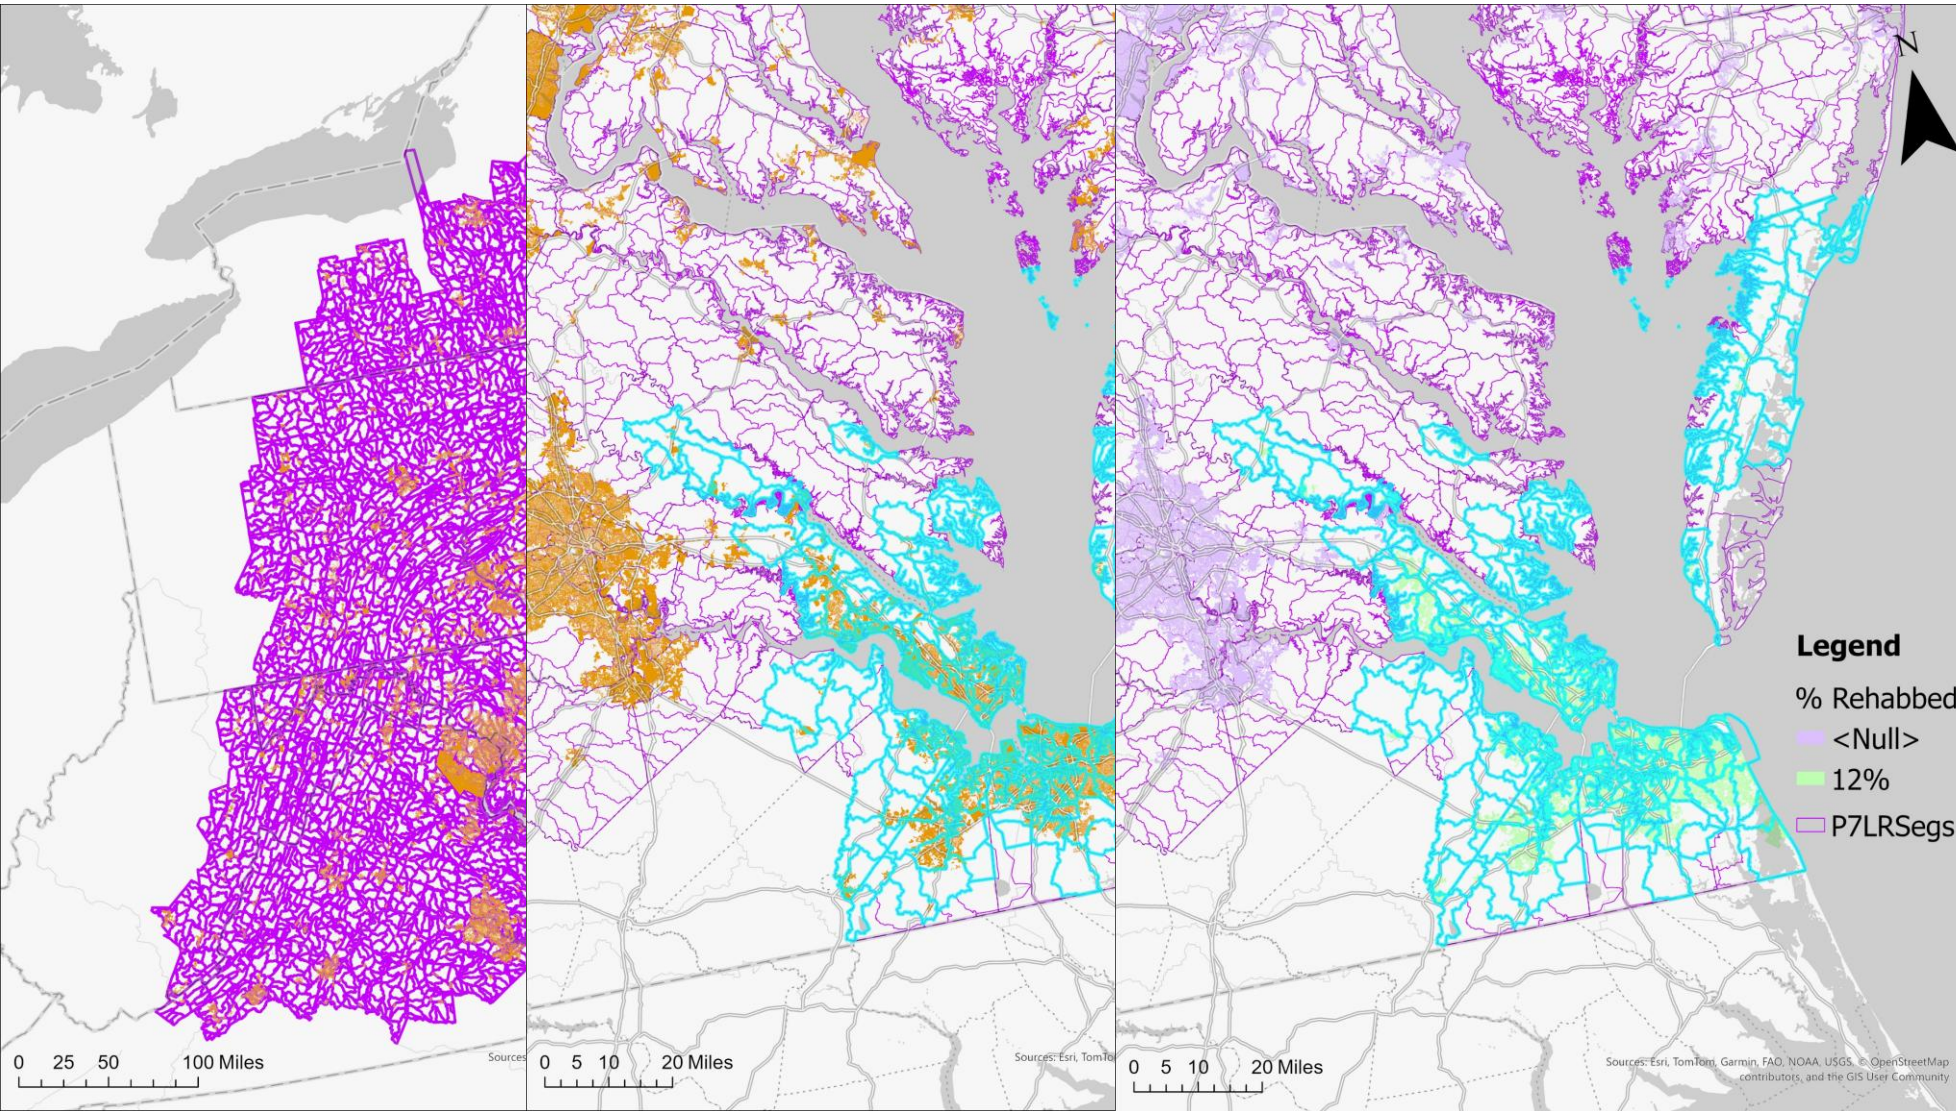 N
Legend
% Rehabbed
<Null>
12%
P7LRSegs
0 25 50 100 Miles
Sources
0 5 10 20 Miles
Sources: Esri, TomTo
0 5 10 20 Miles
Sources: Esri, TomTom, Garmin, FAO, NOAA, USGS, © OpenStreetMap
contributors, and the GIS User Community